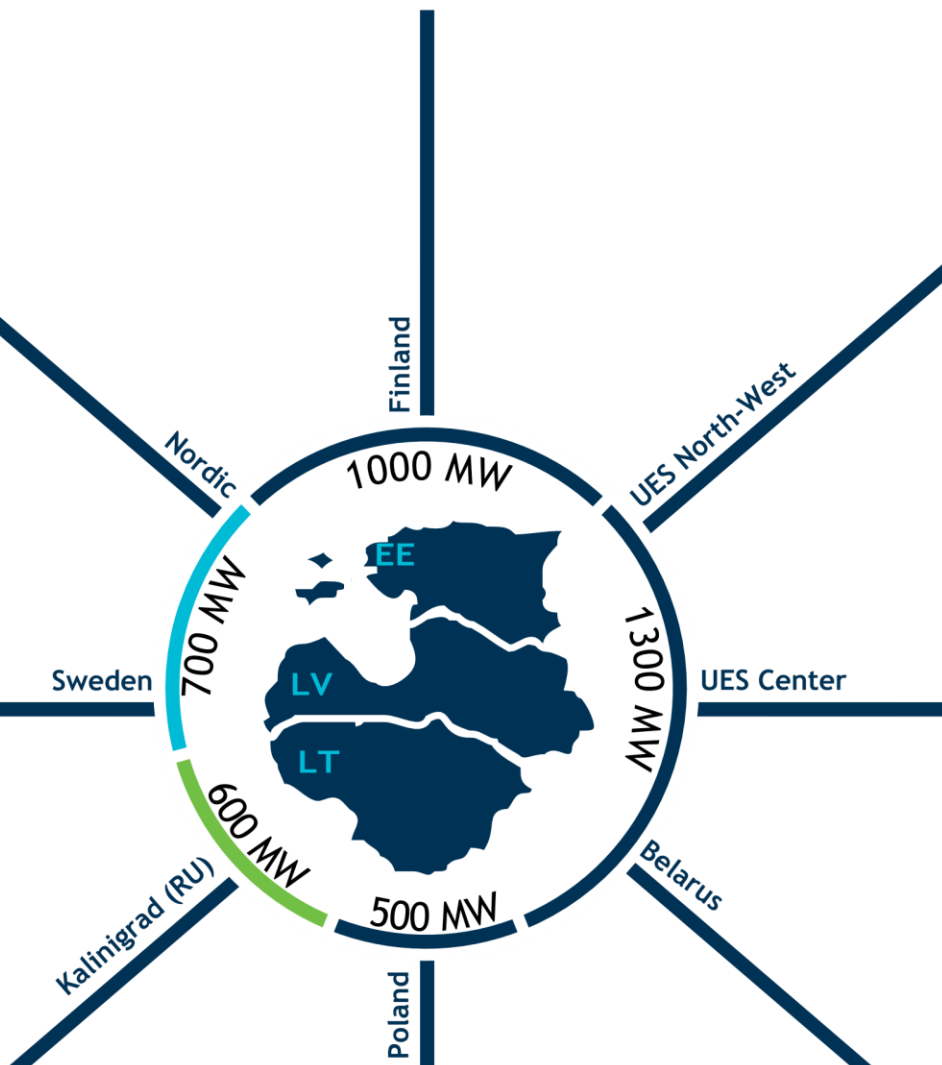 Finland
UES North-West
Nordic
1000 MW
EE
700 MW
1300 MW
Sweden
LV
UES Center
LT
600 MW
Belarus
Kalinigrad (RU)
500 MW
Poland